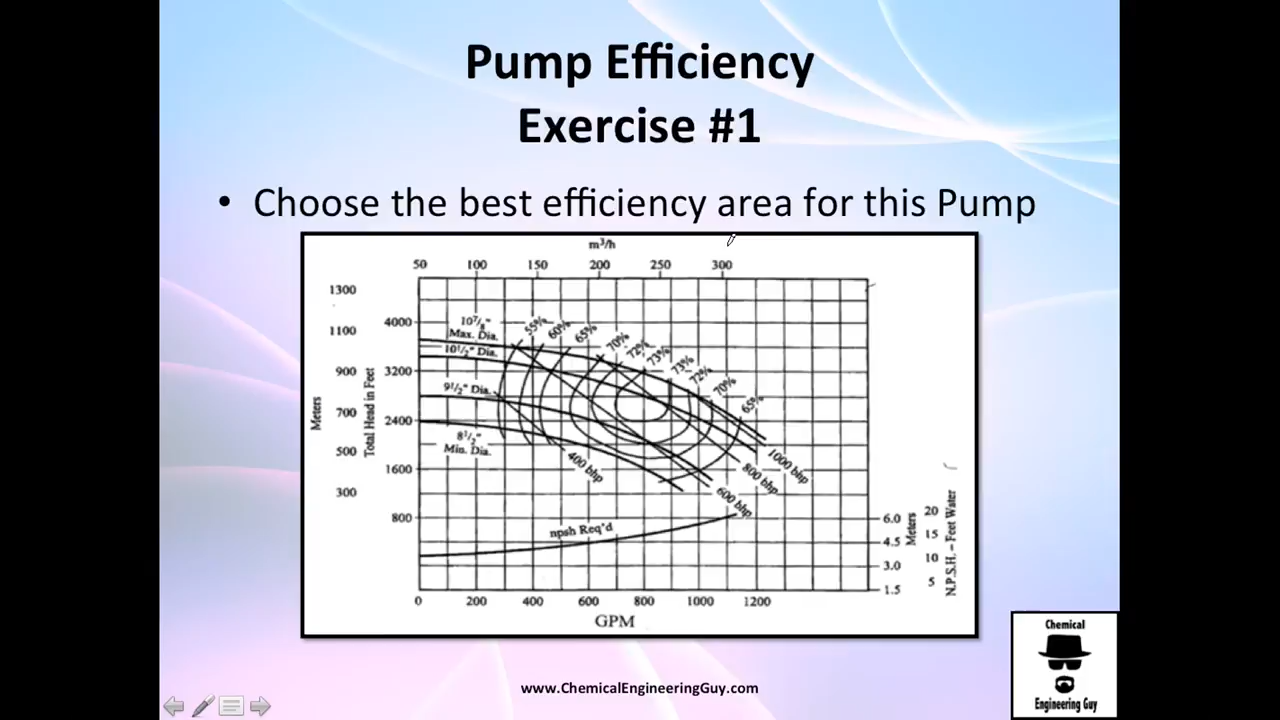 Pump Efficiency
Exercise #1
• Choose the best efficiency area for this Pump
m³/h
50 100 150 200 250 300
1300
1100
900
700
500
300
Meters
4000
3200
2400
1600
800
Total Head in Feet
10⅞"
Max. Dia.
10½" Dia.
9½" Dia.
8½"
Min. Dia.
55% 60% 65% 70% 72% 73% 73% 72% 70% 65%
400 bhp
600 bhp
800 bhp
1000 bhp
npsh Req'd
6.0
4.5
3.0
1.5
Meters
20
15
10
5
N.P.S.H. – Feet Water
0 200 400 600 800 1000 1200
GPM
www.ChemicalEngineeringGuy.com
Chemical
Engineering Guy